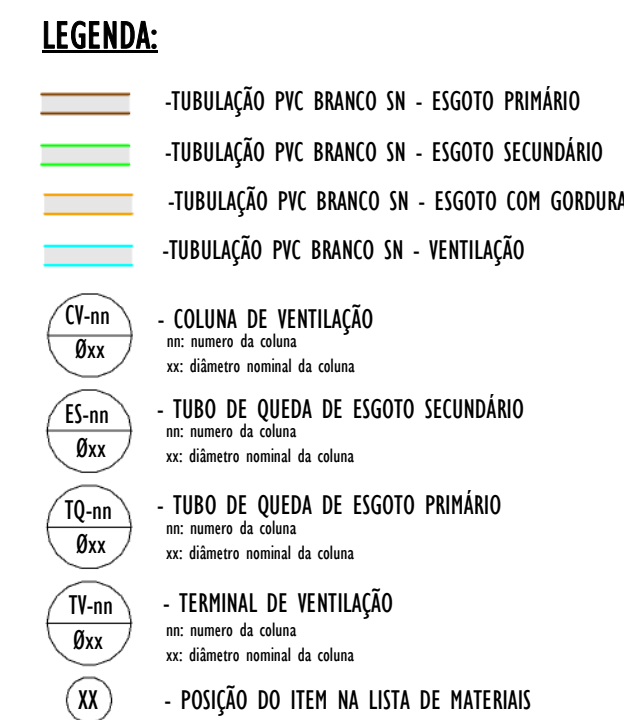 LEGENDA:
-TUBULAÇÃO PVC BRANCO SN - ESGOTO PRIMÁRIO
-TUBULAÇÃO PVC BRANCO SN - ESGOTO SECUNDÁRIO
-TUBULAÇÃO PVC BRANCO SN - ESGOTO COM GORDURA
-TUBULAÇÃO PVC BRANCO SN - VENTILAÇÃO
CV-nn - COLUNA DE VENTILAÇÃO
nn: numero da coluna
Øxx xx: diâmetro nominal da coluna
ES-nn - TUBO DE QUEDA DE ESGOTO SECUNDÁRIO
nn: numero da coluna
Øxx xx: diâmetro nominal da coluna
TQ-nn - TUBO DE QUEDA DE ESGOTO PRIMÁRIO
nn: numero da coluna
Øxx xx: diâmetro nominal da coluna
TV-nn - TERMINAL DE VENTILAÇÃO
nn: numero da coluna
Øxx xx: diâmetro nominal da coluna
XX - POSIÇÃO DO ITEM NA LISTA DE MATERIAIS